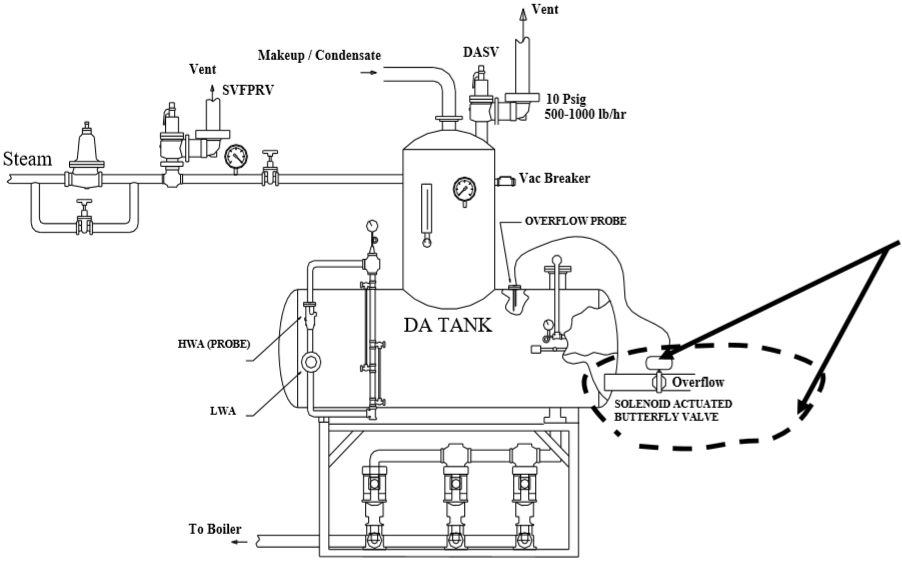 Vent
Makeup / Condensate
DASV
Vent
SVFPRV
10 Psig
500-1000 lb/hr
Steam
Vac Breaker
OVERFLOW PROBE
DA TANK
HWA (PROBE)
LWA
Overflow
SOLENOID ACTUATED
BUTTERFLY VALVE
To Boiler